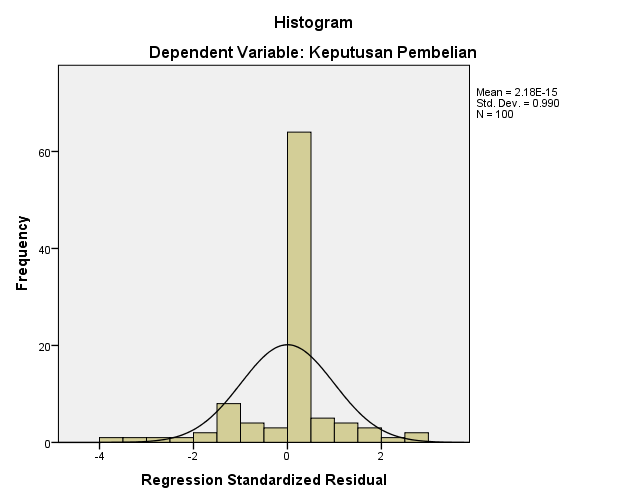 Histogram
Dependent Variable: Keputusan Pembelian
Mean = 2.18E-15
Std. Dev. = 0.990
N = 100
Frequency
60
40
20
0
-4
-2
0
2
Regression Standardized Residual